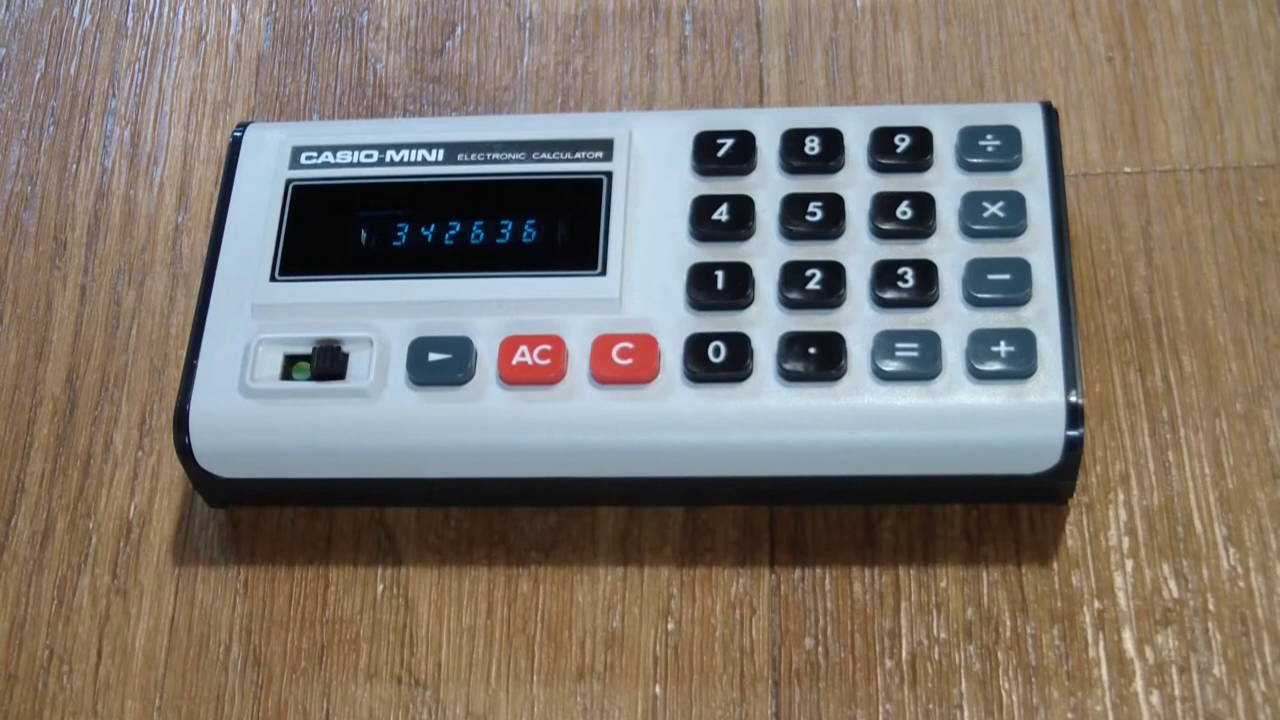 CASIO-MINI ELECTRONIC CALCULATOR
342636
7 8 9 ÷
4 5 6 ×
1 2 3 −
AC C 0 · = +